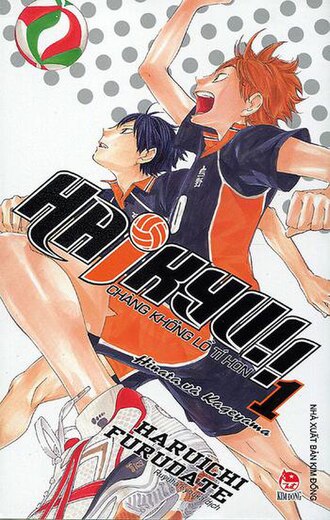 HAIKYU!!
CHÀNG KHỔNG LỒ TÍ HON
1
Hinata và Kageyama
HARUICHI
FURUDATE
NHÀ XUẤT BẢN KIM ĐỒNG
KIM ĐỒNG